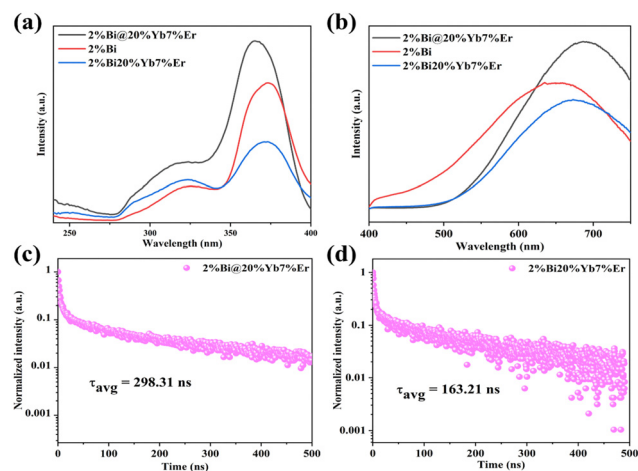 (a)
2%Bi@20%Yb7%Er
2%Bi
2%Bi20%Yb7%Er
Intensity (a.u.)
250 300 350 400
Wavelength (nm)
(b)
2%Bi@20%Yb7%Er
2%Bi
2%Bi20%Yb7%Er
Intensity (a.u.)
400 500 600 700
Wavelength (nm)
(c)
2%Bi@20%Yb7%Er
Normalized intensity (a.u.)
1
0.1
0.01
0.001
τavg = 298.31 ns
0 100 200 300 400 500
Time (ns)
(d)
2%Bi20%Yb7%Er
Normalized intensity (a.u.)
1
0.1
0.01
0.001
τavg = 163.21 ns
0 100 200 300 400 500
Time (ns)